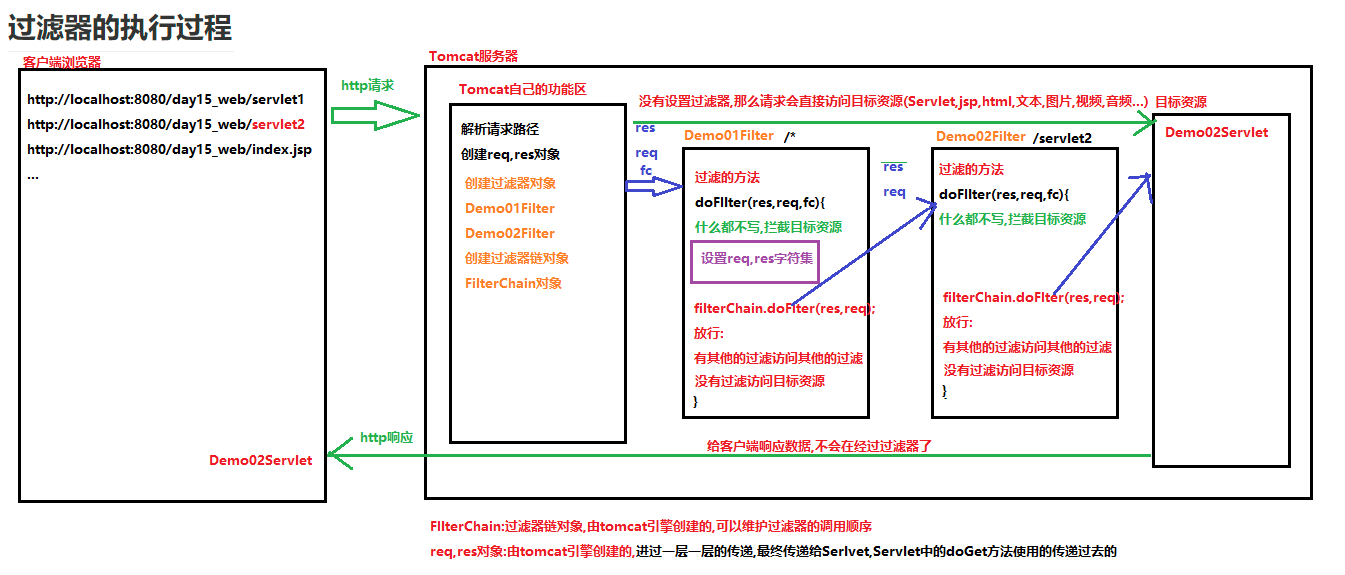 过滤器的执行过程
客户端浏览器
http://localhost:8080/day15_web/servlet1
http://localhost:8080/day15_web/servlet2
http://localhost:8080/day15_web/index.jsp
...
Demo02Servlet
http请求
http响应
Tomcat服务器
Tomcat自己的功能区
解析请求路径
创建req,res对象
创建过滤器对象
Demo01Filter
Demo02Filter
创建过滤器链对象
FilterChain对象
没有设置过滤器,那么请求会直接访问目标资源(Servlet,jsp,html,文本,图片,视频,音频...)
res
req
fc
Demo01Filter /*
过滤的方法
doFIlter(res,req,fc){
什么都不写,拦截目标资源
设置req,res字符集
filterChain.doFIter(res,req);
放行:
有其他的过滤访问其他的过滤
没有过滤访问目标资源
}
res
req
Demo02Filter /servlet2
过滤的方法
doFIlter(res,req,fc){
什么都不写,拦截目标资源
filterChain.doFIter(res,req);
放行:
有其他的过滤访问其他的过滤
没有过滤访问目标资源
}
目标资源
Demo02Servlet
给客户端响应数据,不会在经过过滤器了
FIlterChain:过滤器链对象,由tomcat引擎创建的,可以维护过滤器的调用顺序
req,res对象:由tomcat引擎创建的,进过一层一层的传递,最终传递给Serlvet,Servlet中的doGet方法使用的传递过去的